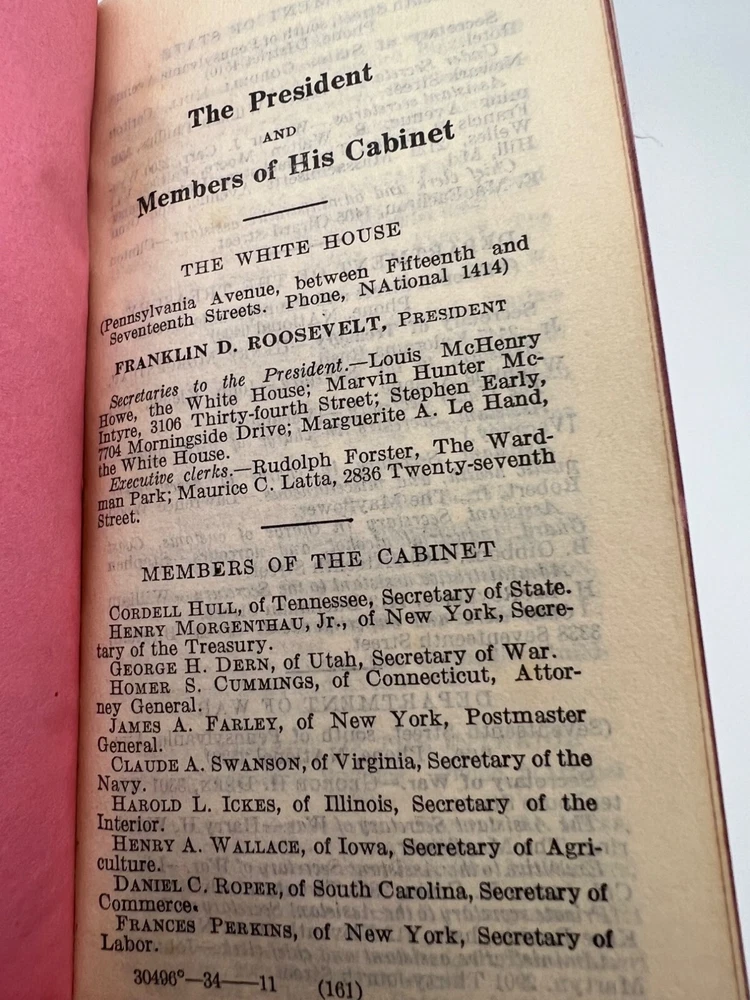 The President
AND
Members of His Cabinet
THE WHITE HOUSE
(Pennsylvania Avenue, between Fifteenth and
Seventeenth Streets. Phone, NAtional 1414)
FRANKLIN D. ROOSEVELT, PRESIDENT
Secretaries to the President.—Louis McHenry
Howe, the White House; Marvin Hunter Mc-
Intyre, 3106 Thirty-fourth Street; Stephen Early,
7704 Morningside Drive; Marguerite A. Le Hand,
the White House.
Executive clerks.—Rudolph Forster, The Ward-
man Park; Maurice C. Latta, 2836 Twenty-seventh
Street.
MEMBERS OF THE CABINET
CORDELL HULL, of Tennessee, Secretary of State.
HENRY MORGENTHAU, Jr., of New York, Secre-
tary of the Treasury.
GEORGE H. DERN, of Utah, Secretary of War.
HOMER S. CUMMINGS, of Connecticut, Attor-
ney General.
JAMES A. FARLEY, of New York, Postmaster
General.
CLAUDE A. SWANSON, of Virginia, Secretary of the
Navy.
HAROLD L. ICKES, of Illinois, Secretary of the
Interior.
HENRY A. WALLACE, of Iowa, Secretary of Agri-
culture.
DANIEL C. ROPER, of South Carolina, Secretary of
Commerce.
FRANCES PERKINS, of New York, Secretary of
Labor.
30496°—34——11 (161)